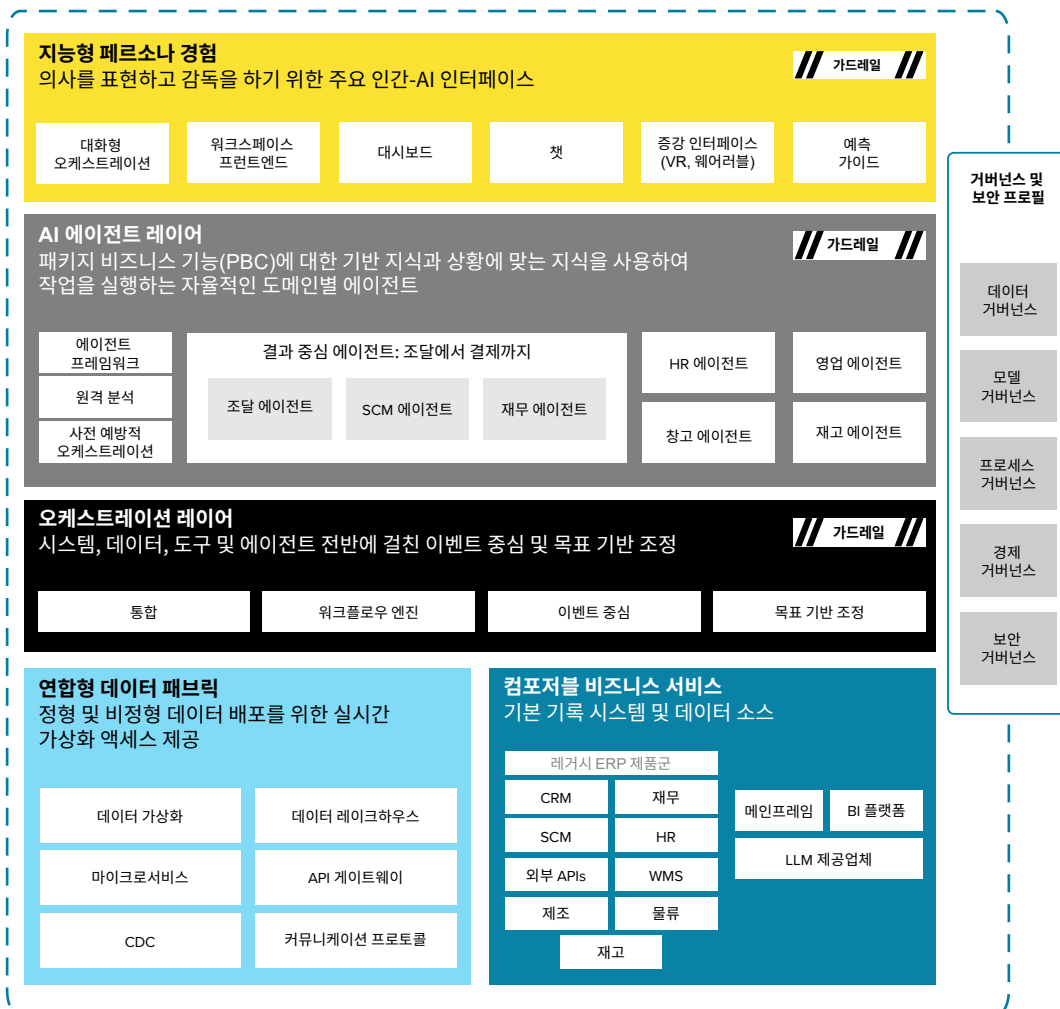 지능형 페르소나 경험
의사를 표현하고 감독을 하기 위한 주요 인간-AI 인터페이스
가드레일
대화형
오케스트레이션
워크스페이스
프런트엔드
대시보드
챗
증강 인터페이스
(VR, 웨어러블)
예측
가이드
AI 에이전트 레이어
패키지 비즈니스 기능(PBC)에 대한 기반 지식과 상황에 맞는 지식을 사용하여
작업을 실행하는 자율적인 도메인별 에이전트
가드레일
에이전트
프레임워크
원격 분석
사전 예방적
오케스트레이션
결과 중심 에이전트: 조달에서 결제까지
조달 에이전트
SCM 에이전트
재무 에이전트
HR 에이전트
영업 에이전트
창고 에이전트
재고 에이전트
오케스트레이션 레이어
시스템, 데이터, 도구 및 에이전트 전반에 걸친 이벤트 중심 및 목표 기반 조정
가드레일
통합
워크플로우 엔진
이벤트 중심
목표 기반 조정
연합형 데이터 패브릭
정형 및 비정형 데이터 배포를 위한 실시간
가상화 액세스 제공
데이터 가상화
데이터 레이크하우스
마이크로서비스
API 게이트웨이
CDC
커뮤니케이션 프로토콜
컴포저블 비즈니스 서비스
기본 기록 시스템 및 데이터 소스
레거시 ERP 제품군
CRM
재무
SCM
HR
외부 APIs
WMS
제조
물류
재고
메인프레임
BI 플랫폼
LLM 제공업체
거버넌스 및
보안 프로필
데이터
거버넌스
모델
거버넌스
프로세스
거버넌스
경제
거버넌스
보안
거버넌스